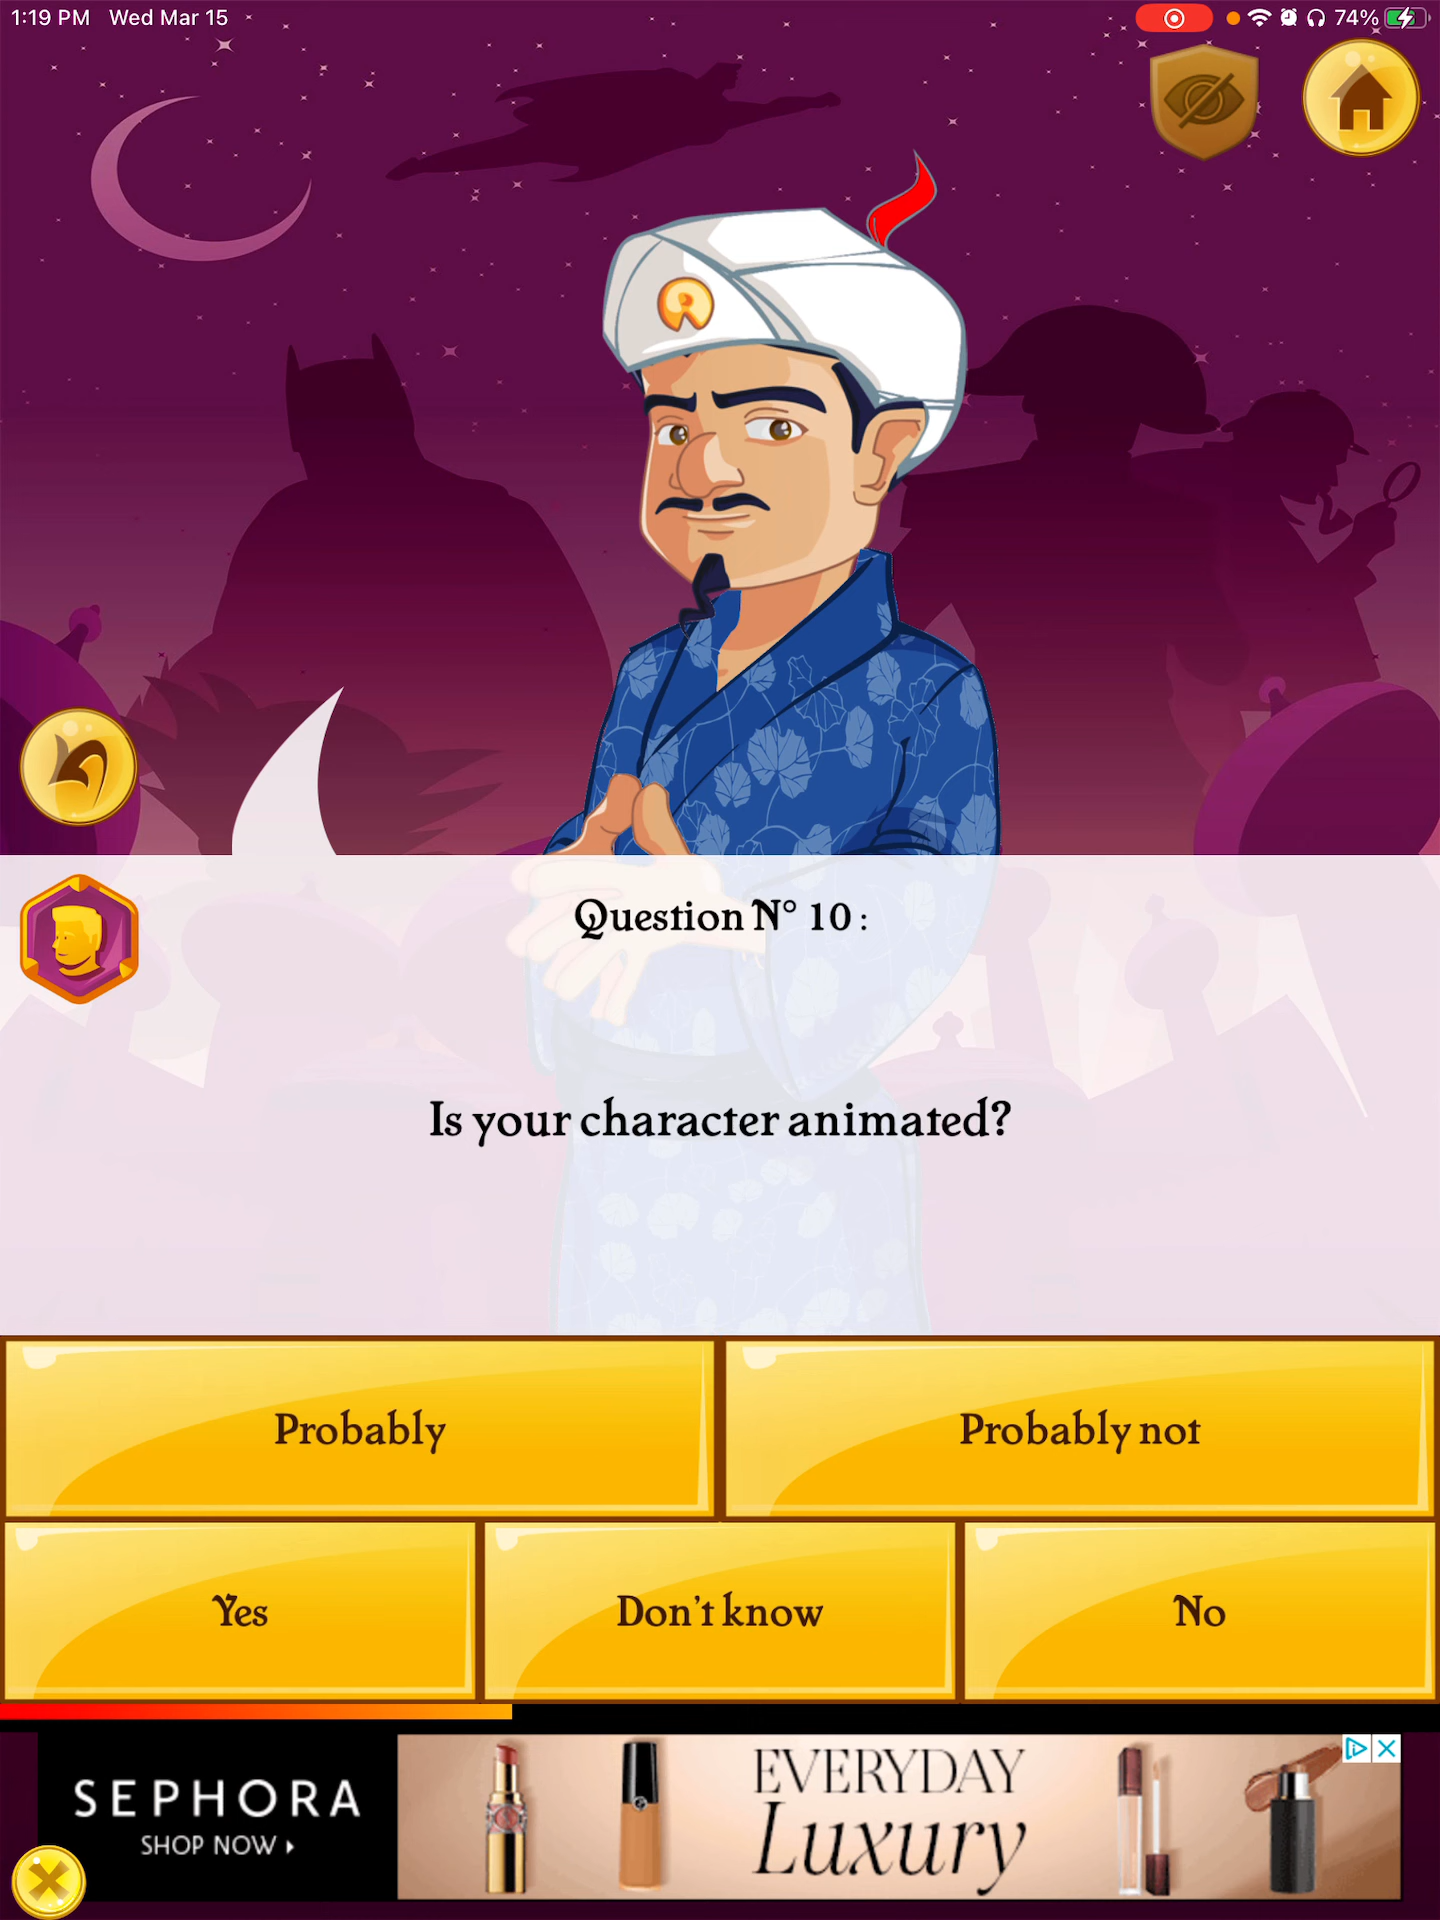 1:19 PM Wed Mar 15
74%
Question N° 10 :
Is your character animated?
Probably
Probably not
Yes
Don't know
No
SEPHORA
SHOP NOW
EVERYDAY
Luxury